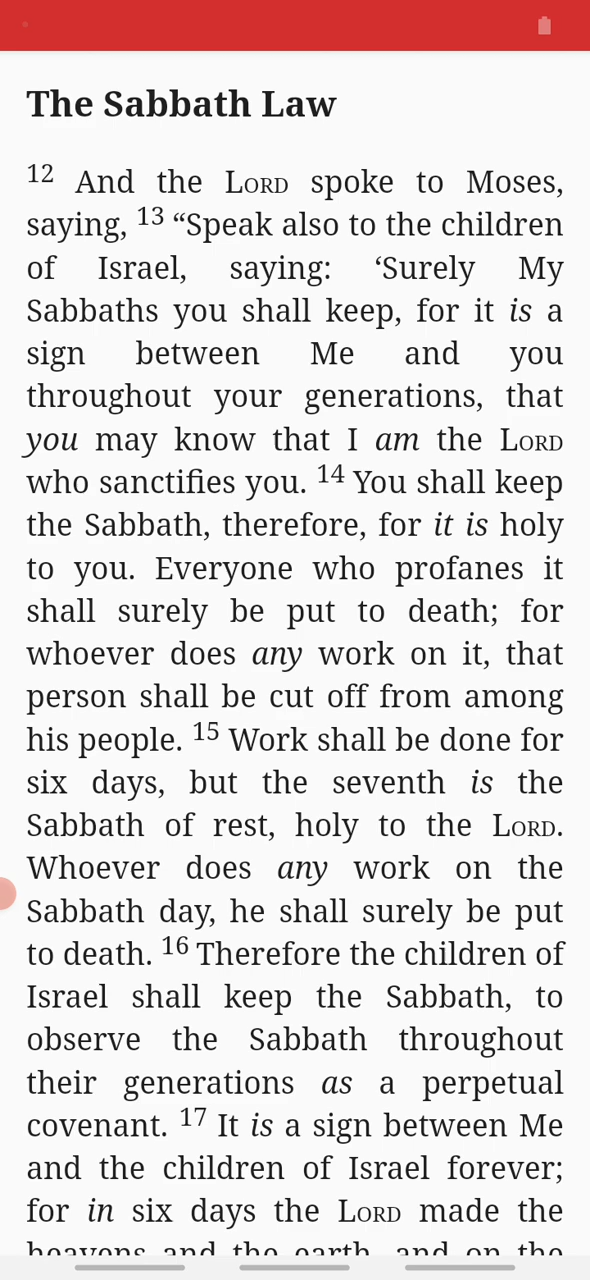 The Sabbath Law
12 And the LORD spoke to Moses,
saying, 13 “Speak also to the children
of Israel, saying: ‘Surely My
Sabbaths you shall keep, for it is a
sign between Me and you
throughout your generations, that
you may know that I am the LORD
who sanctifies you. 14 You shall keep
the Sabbath, therefore, for it is holy
to you. Everyone who profanes it
shall surely be put to death; for
whoever does any work on it, that
person shall be cut off from among
his people. 15 Work shall be done for
six days, but the seventh is the
Sabbath of rest, holy to the LORD.
Whoever does any work on the
Sabbath day, he shall surely be put
to death. 16 Therefore the children of
Israel shall keep the Sabbath, to
observe the Sabbath throughout
their generations as a perpetual
covenant. 17 It is a sign between Me
and the children of Israel forever;
for in six days the LORD made the
heavens and the earth, and on the